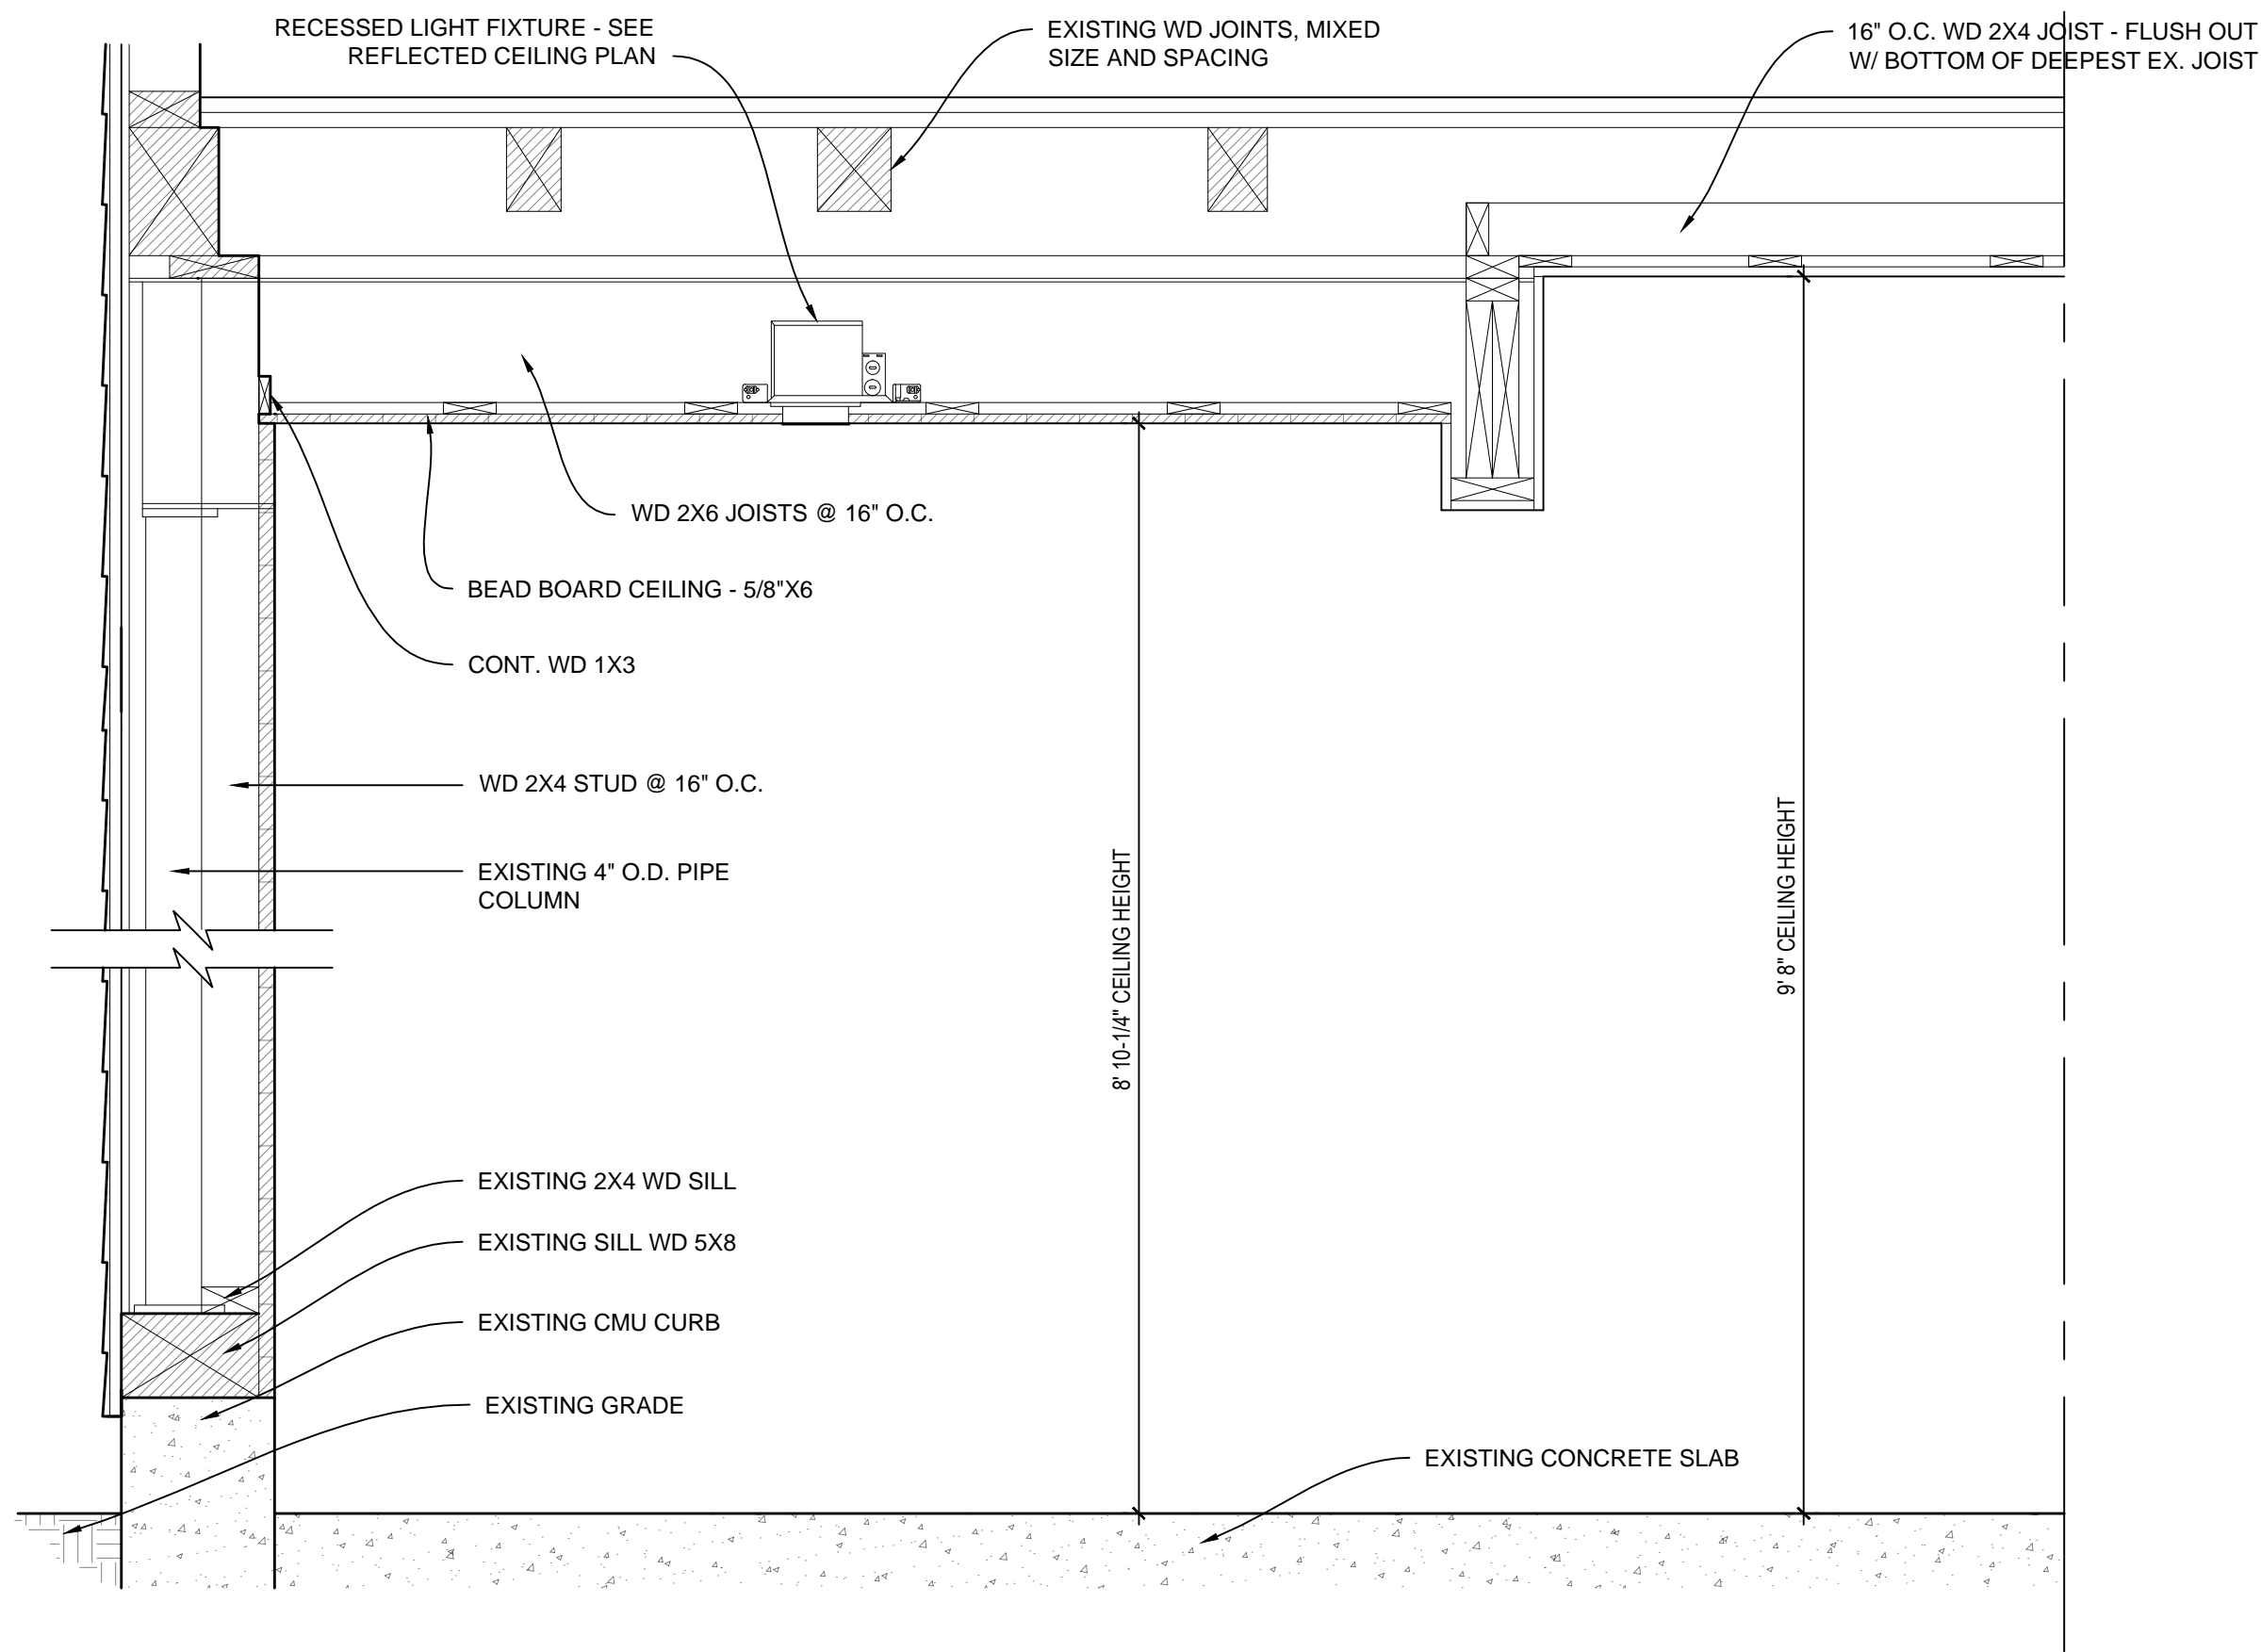 RECESSED LIGHT FIXTURE - SEE
REFLECTED CEILING PLAN
EXISTING WD JOINTS, MIXED
SIZE AND SPACING
16" O.C. WD 2X4 JOIST - FLUSH OUT
W/ BOTTOM OF DEEPEST EX. JOIST
WD 2X6 JOISTS @ 16" O.C.
BEAD BOARD CEILING - 5/8"X6
CONT. WD 1X3
WD 2X4 STUD @ 16" O.C.
EXISTING 4" O.D. PIPE
COLUMN
8' 10-1/4" CEILING HEIGHT
9' 8" CEILING HEIGHT
EXISTING 2X4 WD SILL
EXISTING SILL WD 5X8
EXISTING CMU CURB
EXISTING GRADE
EXISTING CONCRETE SLAB